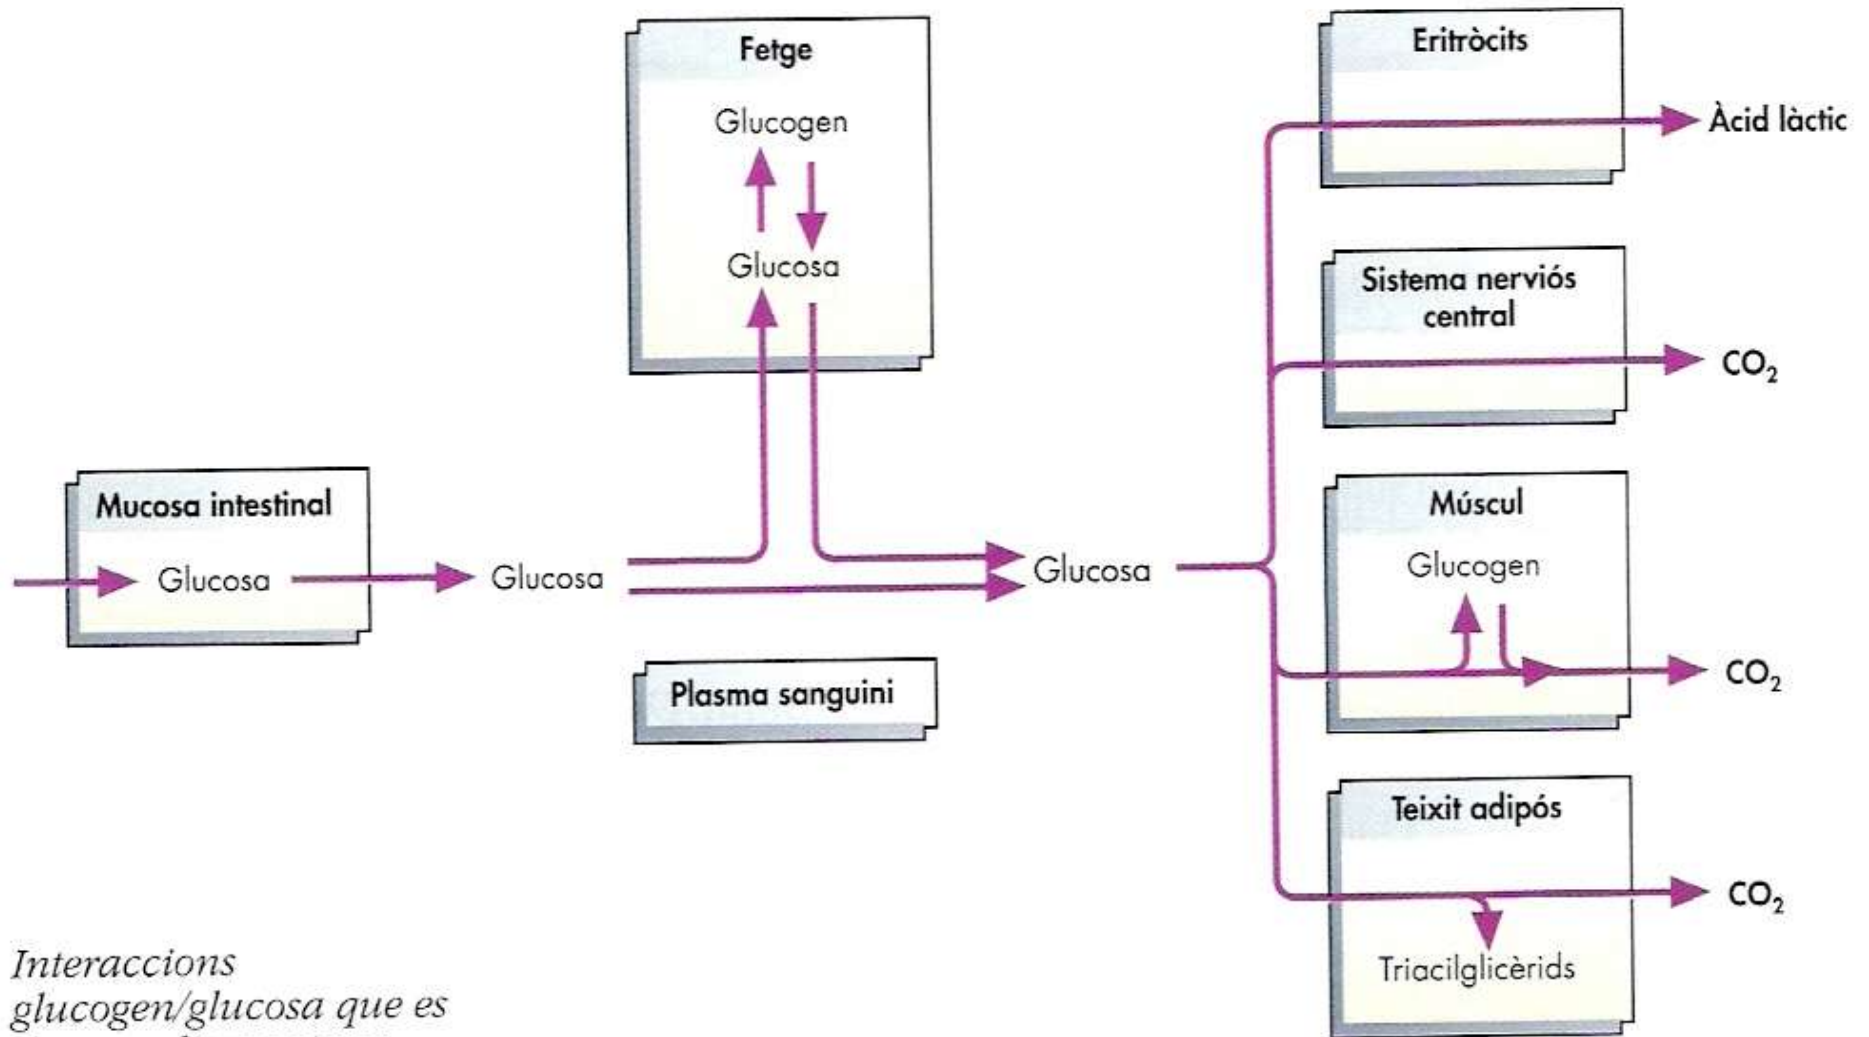 Fetge
Glucogen
Glucosa
Eritròcits
Àcid làctic
Sistema nerviós
central
CO₂
Mucosa intestinal
Glucosa
Glucosa
Glucosa
Plasma sanguini
Múscul
Glucogen
CO₂
Teixit adipós
CO₂
Triacilglicèrids
Interaccions
glucogen/glucosa que es